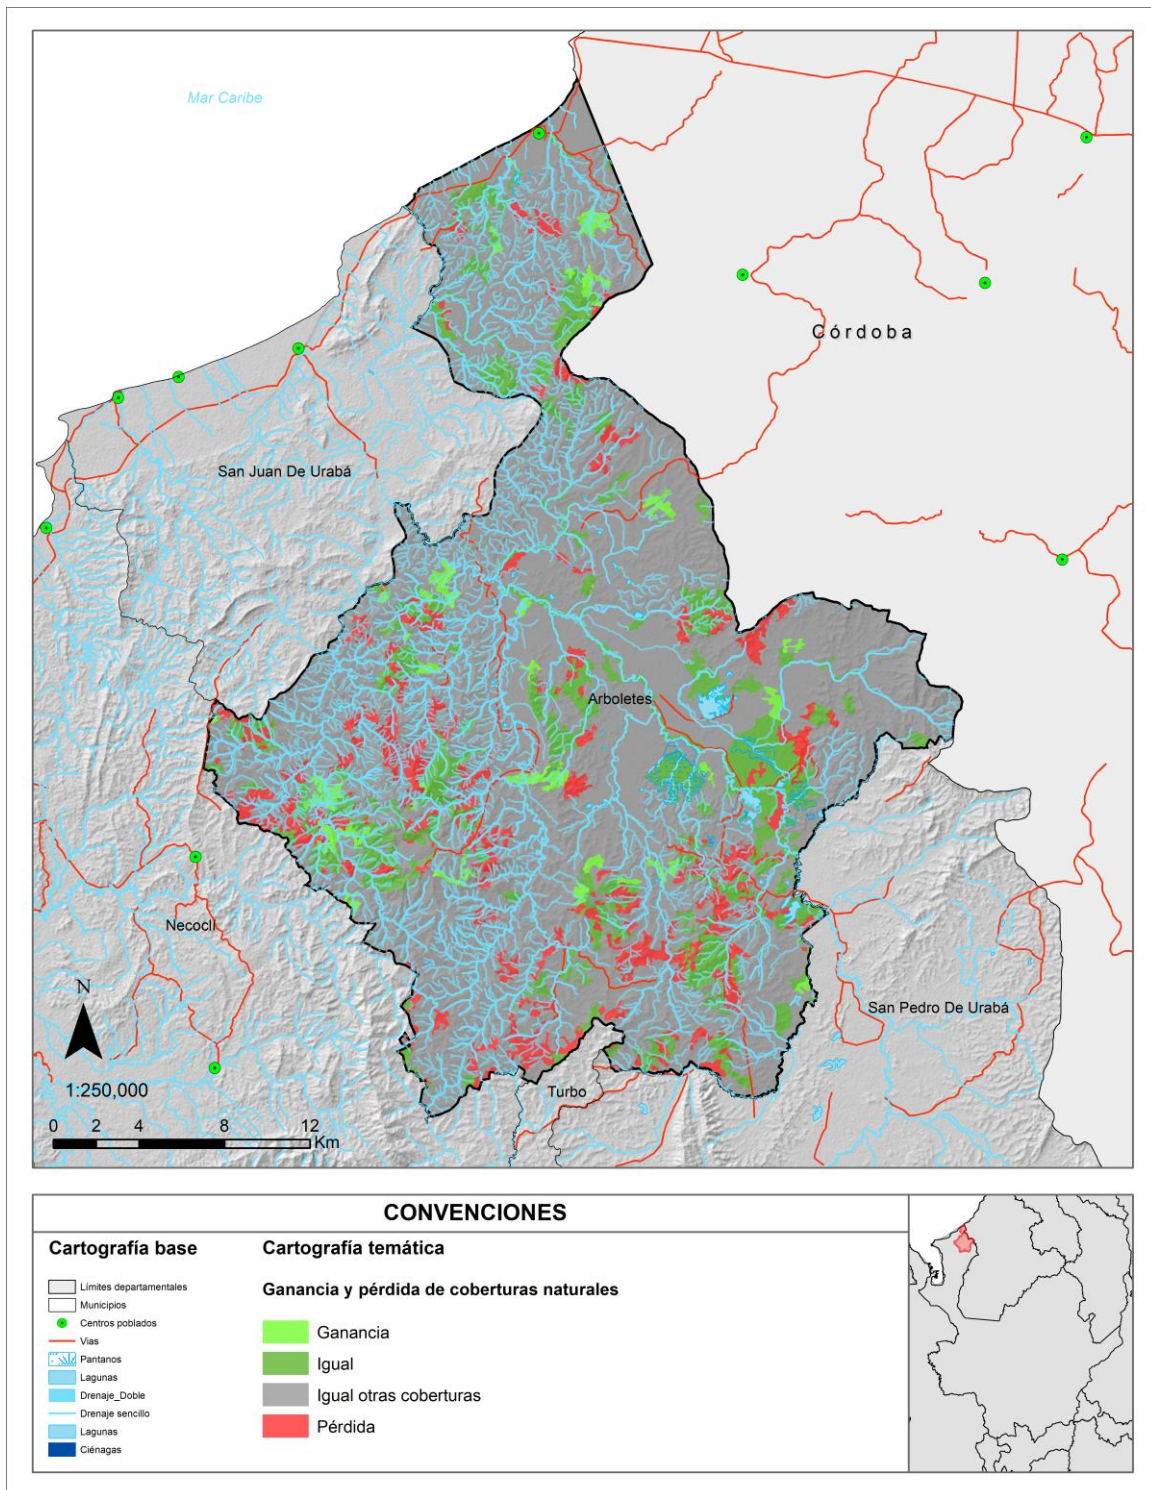 Mar Caribe
Córdoba
San Juan De Urabá
Arboletes
Necoclí
San Pedro De Urabá
Turbo
N
1:250,000
0 2 4 8 12
Km
CONVENCIONES
Cartografía base
Límites departamentales
Municipios
Centros poblados
Vias
Pantanos
Lagunas
Drenaje_Doble
Drenaje sencillo
Lagunas
Ciénagas
Cartografía temática
Ganancia y pérdida de coberturas naturales
Ganancia
Igual
Igual otras coberturas
Pérdida